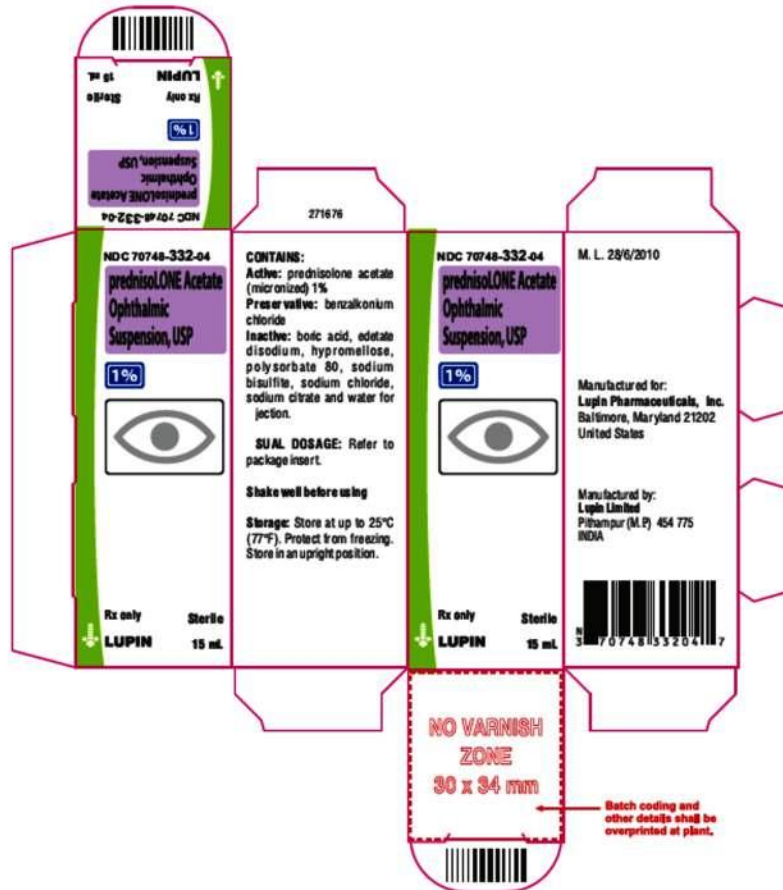 LUPIN 15 mL
Rx only Sterile
1%
prednisoLONE Acetate
Ophthalmic
Suspension, USP
NDC 70748-332-04
NDC 70748-332-04
prednisoLONE Acetate
Ophthalmic
Suspension, USP
1%
Rx only Sterile
LUPIN 15 mL
271676
CONTAINS:
Active: prednisolone acetate
(micronized) 1%
Preservative: benzalkonium
chloride
Inactive: boric acid, edetate
disodium, hypromellose,
polysorbate 80, sodium
bisulfite, sodium chloride,
sodium citrate and water for
jection.
SUAL DOSAGE: Refer to
package insert.
Shake well before using
Storage: Store at up to 25°C
(77°F). Protect from freezing.
Store in an upright position.
NDC 70748-332-04
prednisoLONE Acetate
Ophthalmic
Suspension, USP
1%
Rx only Sterile
LUPIN 15 mL
M. L. 28/6/2010
Manufactured for:
Lupin Pharmaceuticals, Inc.
Baltimore, Maryland 21202
United States
Manufactured by:
Lupin Limited
Pithampur (M.P.) 454 775
INDIA
N
3 70748 33204 7
NO VARNISH
ZONE
30 x 34 mm
Batch coding and
other details shall be
overprinted at plant.